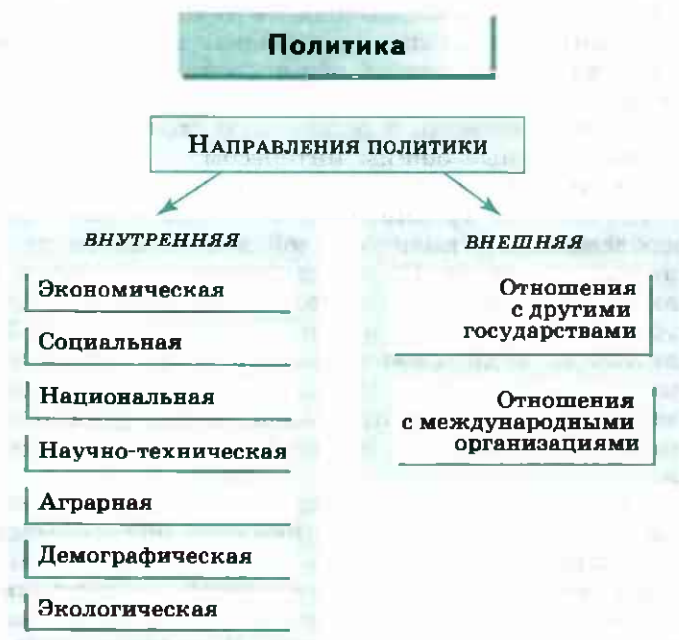 Политика
НАПРАВЛЕНИЯ ПОЛИТИКИ
ВНУТРЕННЯЯ
Экономическая
Социальная
Национальная
Научно-техническая
Аграрная
Демографическая
Экологическая
ВНЕШНЯЯ
Отношения
с другими
государствами
Отношения
с международными
организациями